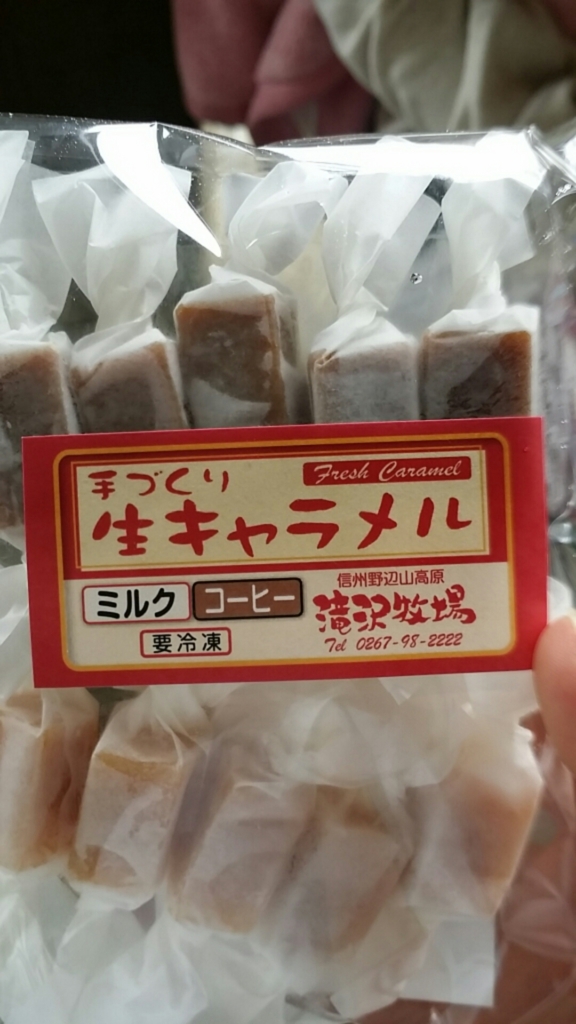 手づくり
Fresh Caramel
生キャラメル
ミルク コーヒー
要冷凍
信州野辺山高原
滝沢牧場
Tel 0267-98-2222